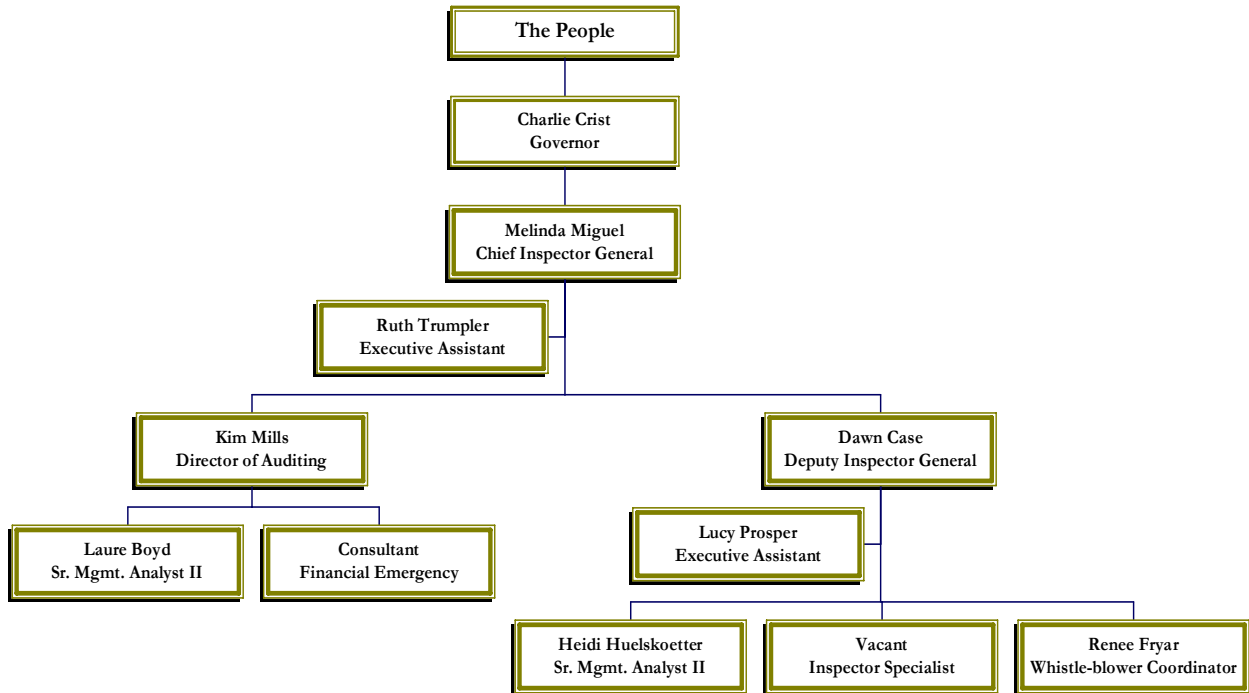 The People
Charlie Crist
Governor
Melinda Miguel
Chief Inspector General
Ruth Trumpler
Executive Assistant
Kim Mills
Director of Auditing
Dawn Case
Deputy Inspector General
Laure Boyd
Sr. Mgmt. Analyst II
Consultant
Financial Emergency
Lucy Prosper
Executive Assistant
Heidi Huelskoetter
Sr. Mgmt. Analyst II
Vacant
Inspector Specialist
Renee Fryar
Whistle-blower Coordinator